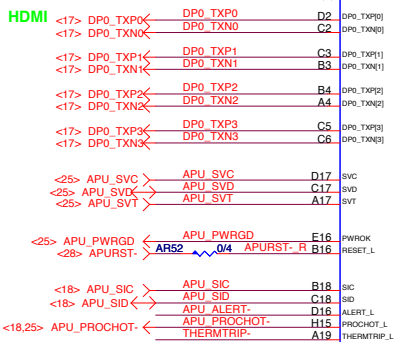 HDMI <17> DP0_TXP0 DP0_TXP0 D2 DP0_TXP[0]
<17> DP0_TXN0 DP0_TXN0 C2 DP0_TXN[0]
<17> DP0_TXP1 DP0_TXP1 C3 DP0_TXP[1]
<17> DP0_TXN1 DP0_TXN1 B3 DP0_TXN[1]
<17> DP0_TXP2 DP0_TXP2 B4 DP0_TXP[2]
<17> DP0_TXN2 DP0_TXN2 A4 DP0_TXN[2]
<17> DP0_TXP3 DP0_TXP3 C5 DP0_TXP[3]
<17> DP0_TXN3 DP0_TXN3 C6 DP0_TXN[3]
<25> APU_SVC APU_SVC D17 SVC
<25> APU_SVD APU_SVD C17 SVD
<25> APU_SVT APU_SVT A17 SVT
<25> APU_PWRGD APU_PWRGD E16 PWROK
<28> APURST- AR52 0/4 APURST-_R B16 RESET_L
<18> APU_SIC APU_SIC B18 SIC
<18> APU_SID APU_SID C18 SID
APU_ALERT- D16 ALERT_L
<18,25> APU_PROCHOT- APU_PROCHOT- H15 PROCHOT_L
THERMTRIP- A19 THERMTRIP_L